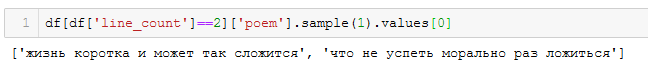 1 df[df['line_count']==2]['poem'].sample(1).values[0]
['жизнь коротка и может так сложится', 'что не успеть морально раз ложиться']